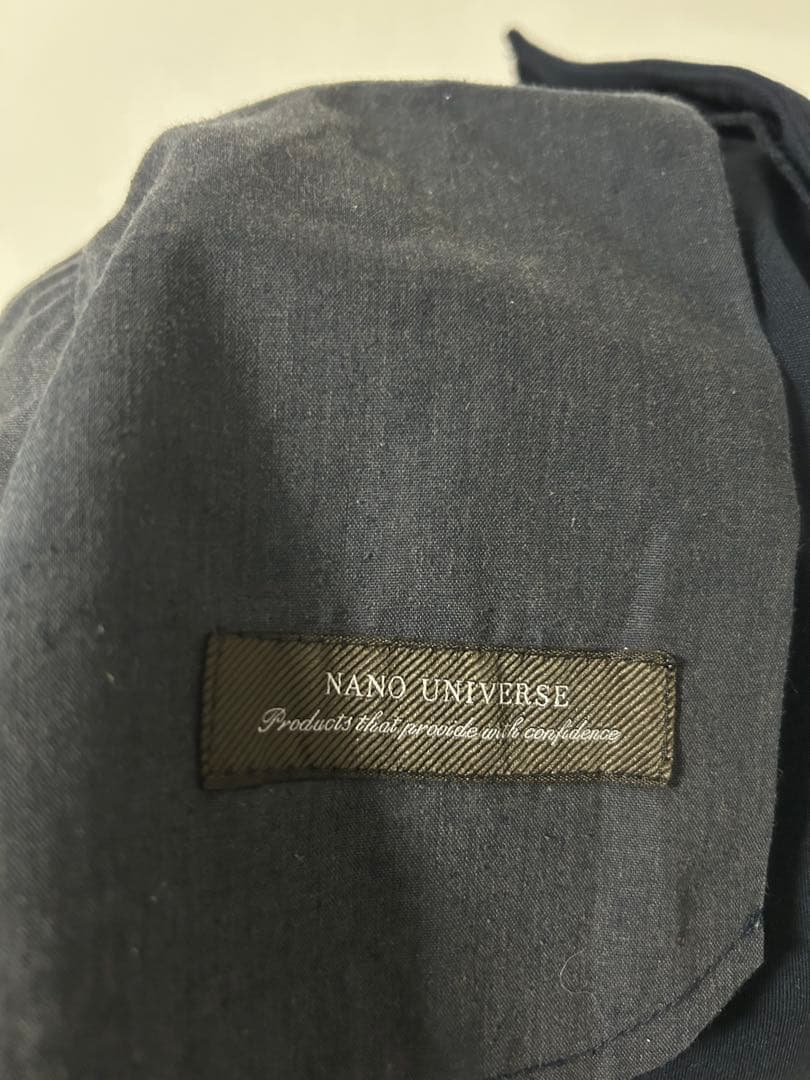 NANO UNIVERSE
Products that provide with confidence